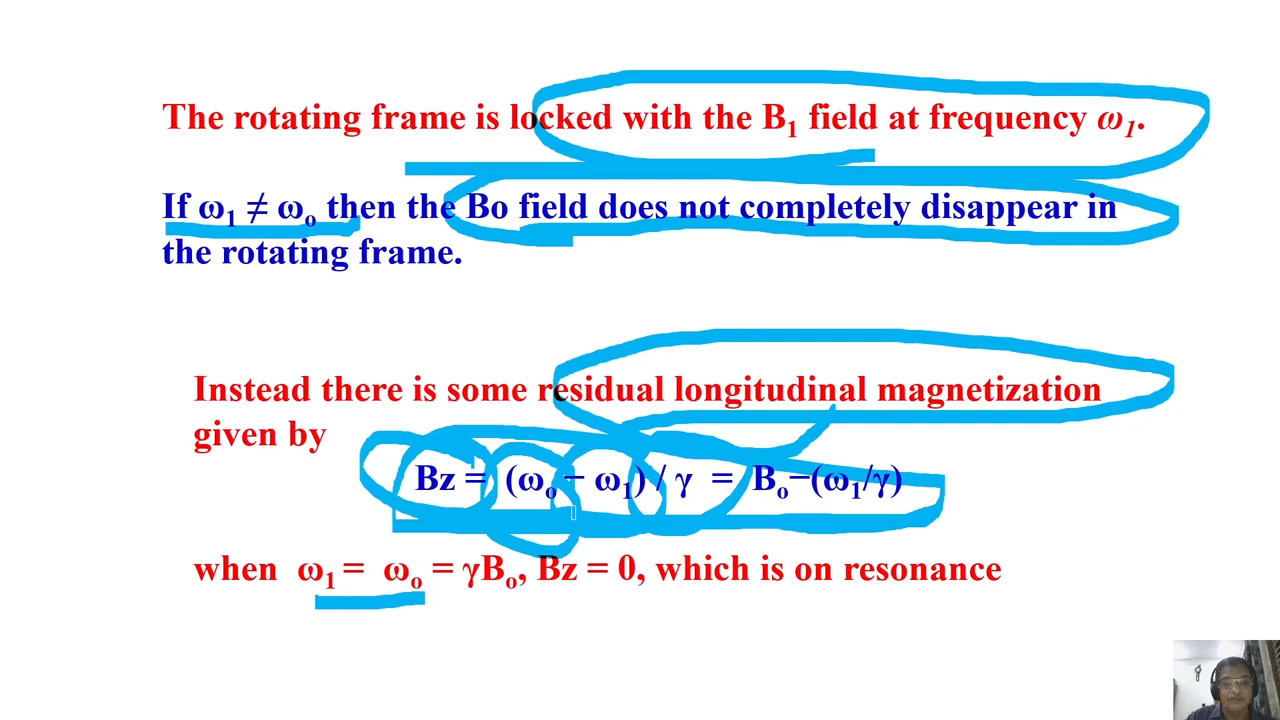 The rotating frame is locked with the B₁ field at frequency ω₁.
If ω₁ ≠ ωₒ then the Bo field does not completely disappear in
the rotating frame.
Instead there is some residual longitudinal magnetization
given by
Bz = (ωₒ − ω₁) / γ = Bₒ−(ω₁/γ)
when ω₁ = ωₒ = γBₒ, Bz = 0, which is on resonance